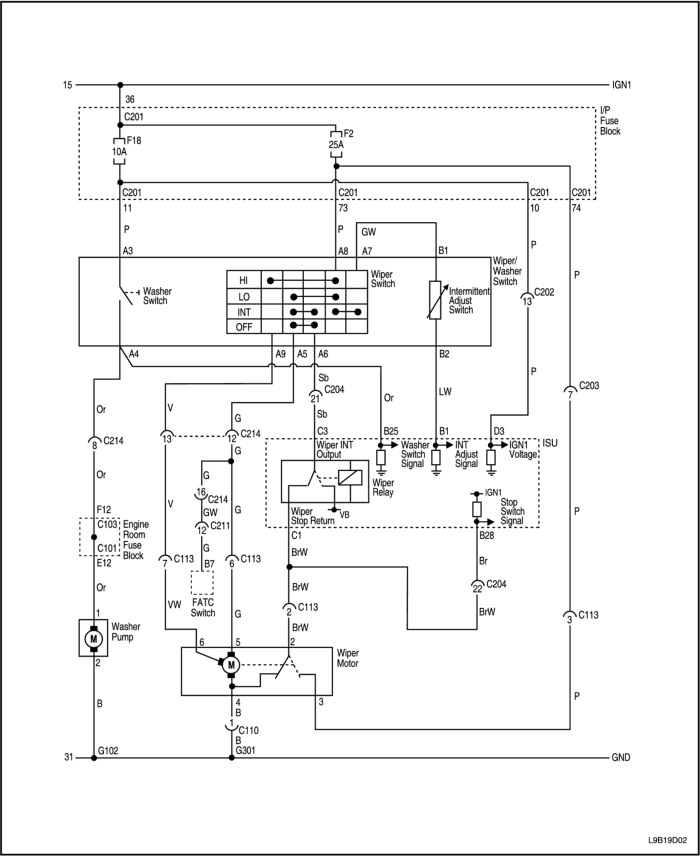 15 IGN1
36
I/P
Fuse
Block
C201
F18
10A
F2
25A
C201 C201 C201 C201
11 73 10 74
P P GW P P
A3 A8 A7 B1
Wiper/
Washer
Switch
Wiper
Switch
Washer
Switch
HI
LO
INT
OFF
Intermittent
Adjust
Switch
C202
13
A4 A9 A5 A6 B2
P
Sb
C204
21
Sb
Or
LW
C203
7
Or
V
G
C214
8
13
12
C214
G
C3 B25 B1 D3 ISU
Wiper INT
Output
Washer
Switch
Signal
INT
Adjust
Signal
IGN1
Voltage
Or
G
16
C214
GW
12
C211
G
B7
V
G
Wiper
Relay
VB
Wiper
Stop Return
IGN1
Stop
Switch
Signal
P
F12
C103
C101
E12
Engine
Room
Fuse
Block
C1
BrW
B28
Br
7
C113
6
C113
FATC
Switch
C204
22
BrW
Or
VW
G
BrW
C113
2
BrW
C113
3
1
Washer
Pump
M
2
6 5 2
Wiper
Motor
M
4 3
B
B
1
C110
B
P
31 G102 G301 GND
L9B19D02